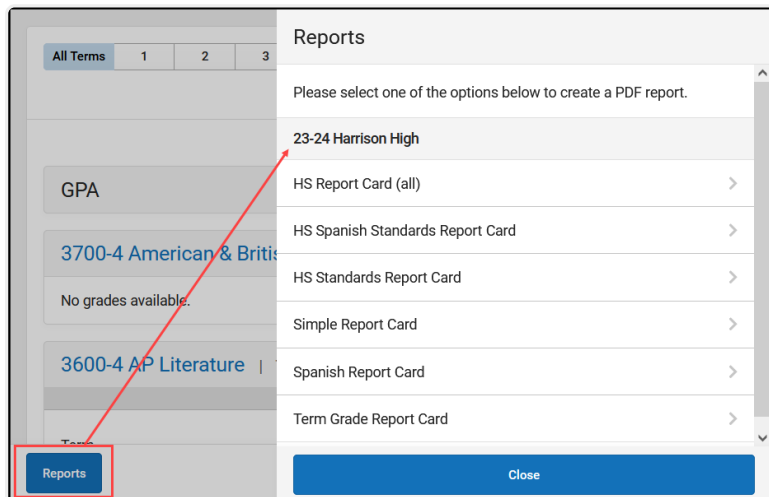 All Terms 1 2 3
GPA
3700-4 American & Britis
No grades available.
3600-4 AP Literature |
Reports
Reports
Please select one of the options below to create a PDF report.
23-24 Harrison High
HS Report Card (all)
HS Spanish Standards Report Card
HS Standards Report Card
Simple Report Card
Spanish Report Card
Term Grade Report Card
Close